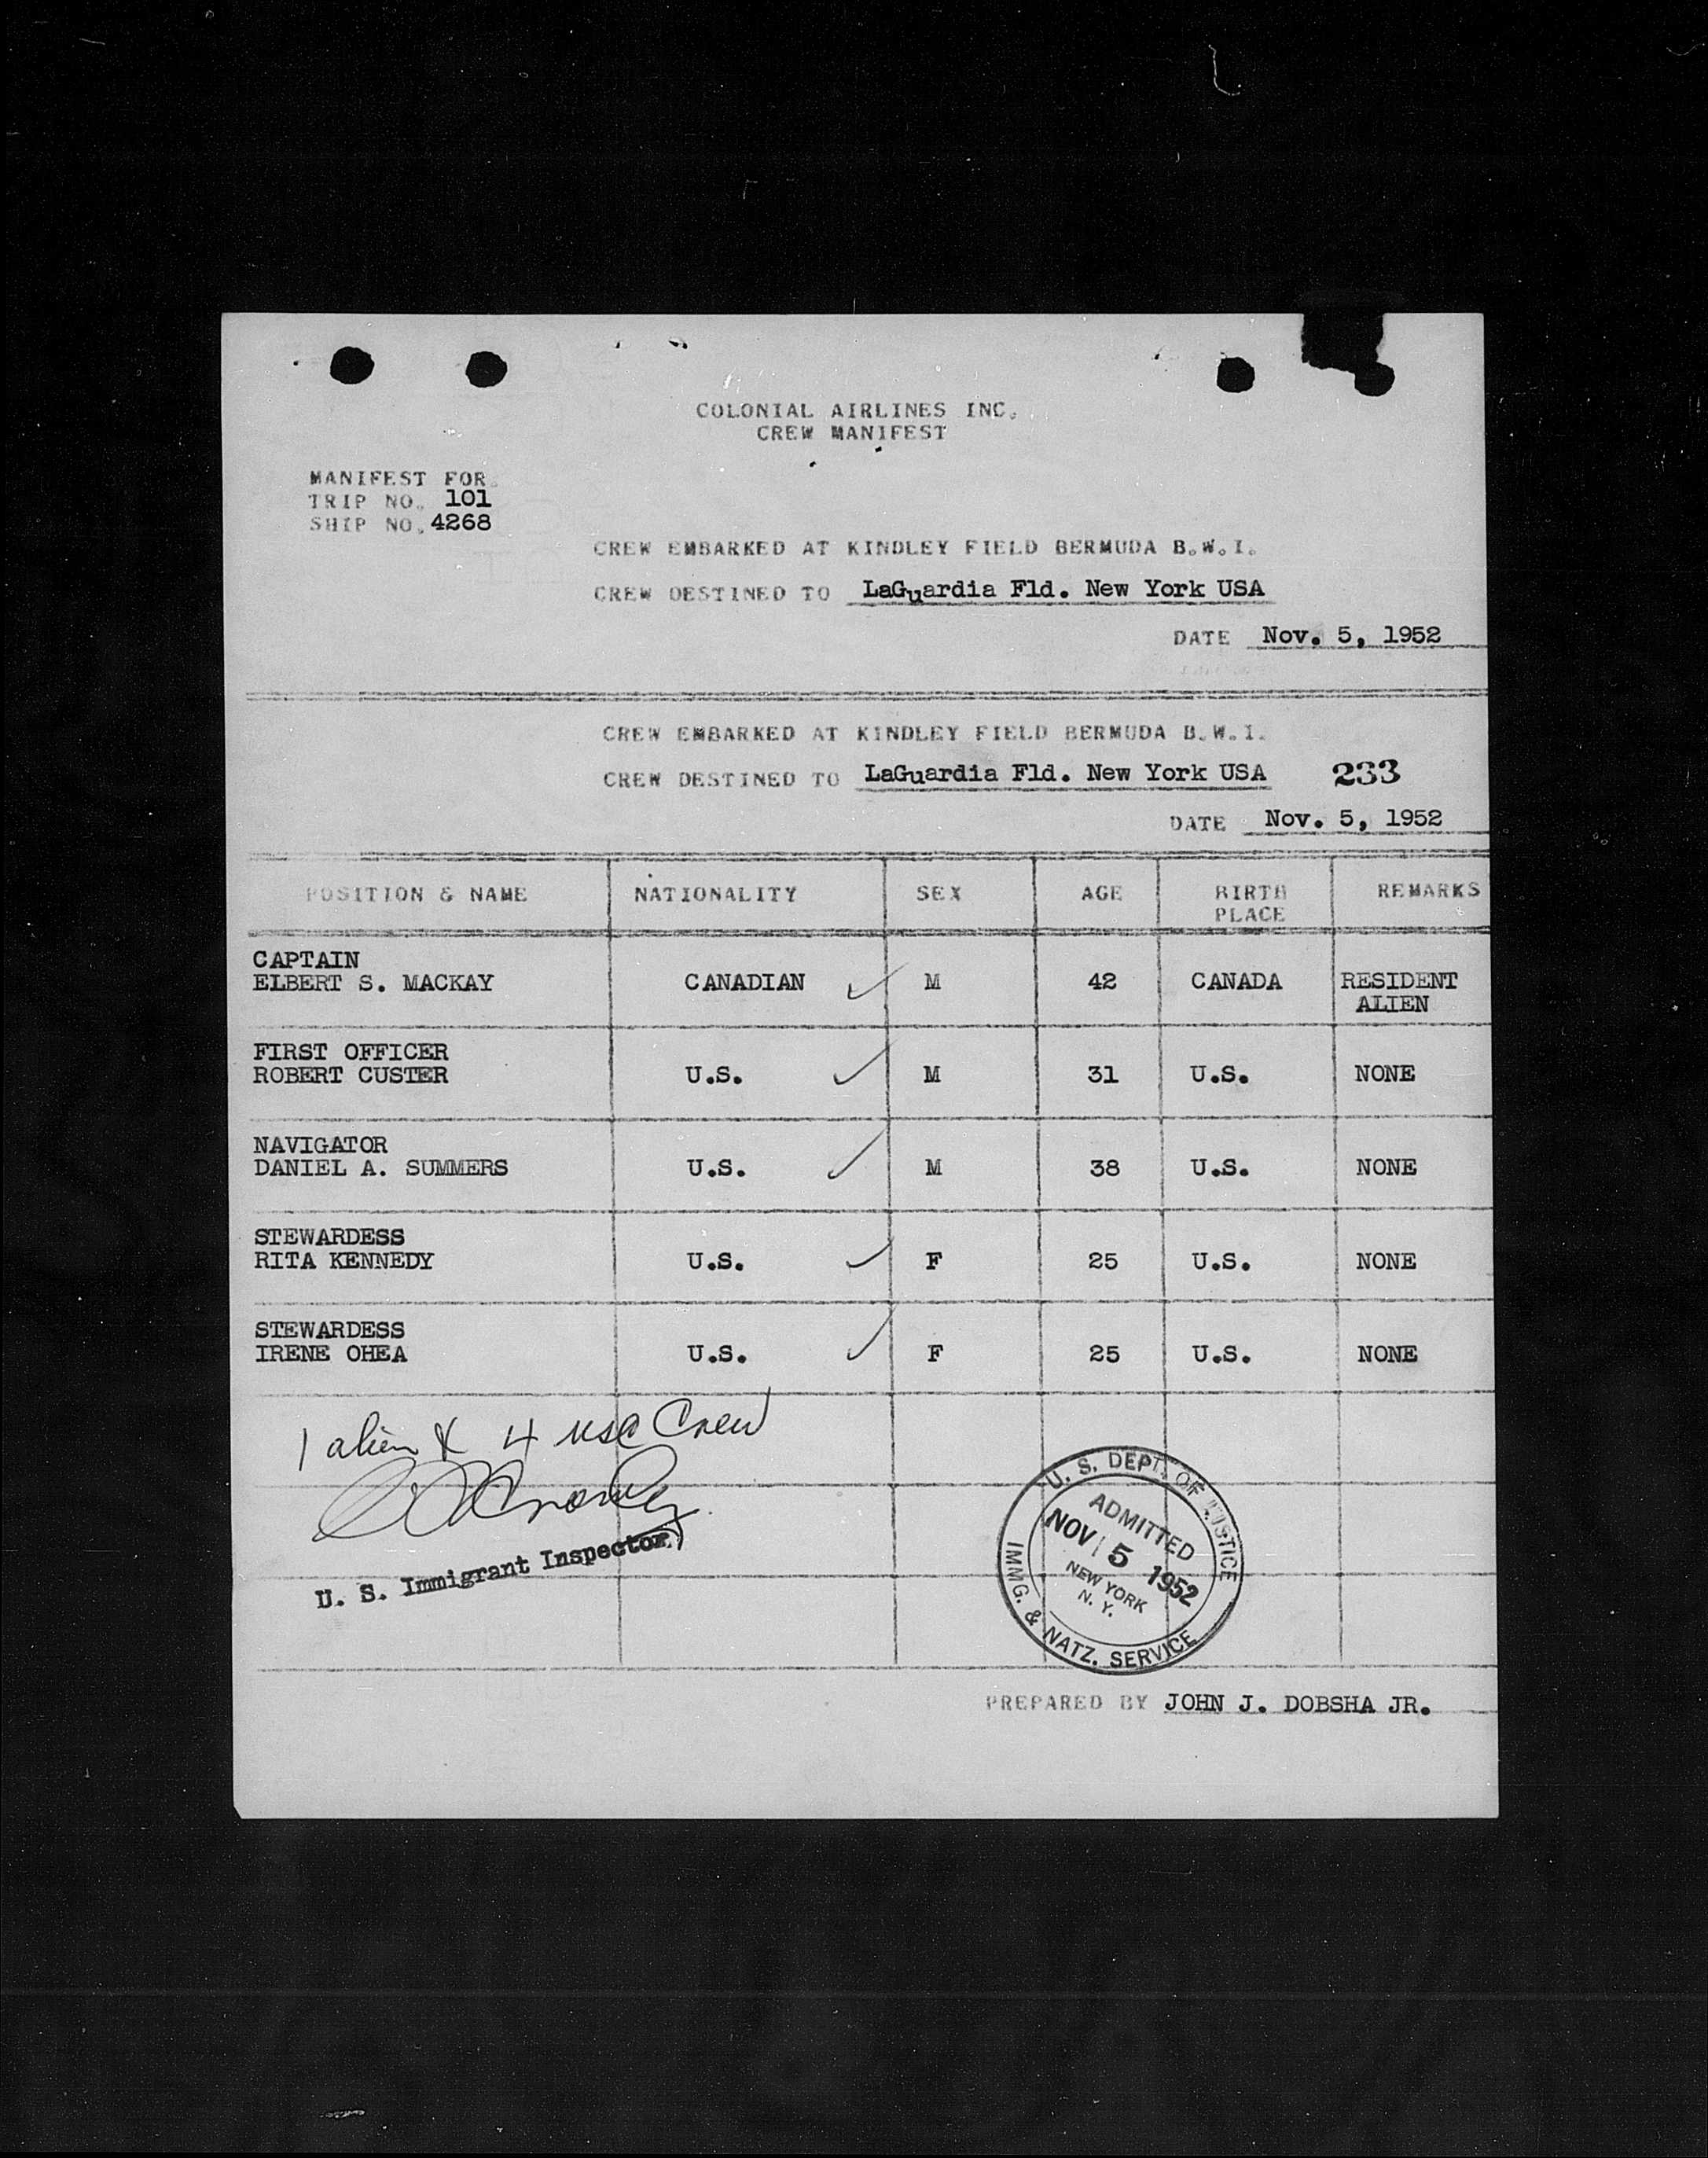 COLONIAL AIRLINES INC.
CREW MANIFEST
MANIFEST FOR
TRIP NO. 101
SHIP NO. 4268
CREW EMBARKED AT KINDLEY FIELD BERMUDA B.W.I.
CREW DESTINED TO LaGuardia Fld. New York USA
DATE Nov. 5, 1952
CREW EMBARKED AT KINDLEY FIELD BERMUDA B.W.I.
CREW DESTINED TO LaGuardia Fld. New York USA 233
DATE Nov. 5, 1952
POSITION & NAME NATIONALITY SEX AGE BIRTH PLACE REMARKS
CAPTAIN
ELBERT S. MACKAY CANADIAN M 42 CANADA RESIDENT ALIEN
FIRST OFFICER
ROBERT CUSTER U.S. M 31 U.S. NONE
NAVIGATOR
DANIEL A. SUMMERS U.S. M 38 U.S. NONE
STEWARDESS
RITA KENNEDY U.S. F 25 U.S. NONE
STEWARDESS
IRENE OHEA U.S. F 25 U.S. NONE
1 alien & 4 USC Crew
U. S. Immigrant Inspector
U. S. DEPT. OF JUSTICE
ADMITTED
NOV 5 1952
NEW YORK
N. Y.
IMMG. & NATZ. SERVICE
PREPARED BY JOHN J. DOBSHA JR.